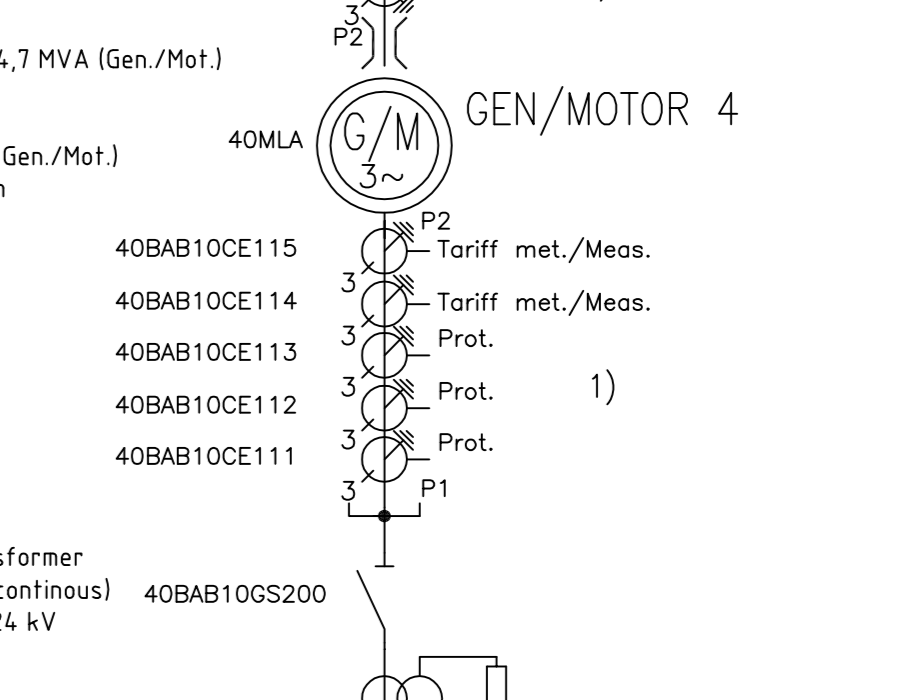 3
P2
4,7 MVA (Gen./Mot.)
GEN/MOTOR 4
40MLA
G/M
3~
Gen./Mot.)
P2
40BAB10CE115
Tariff met./Meas.
3
40BAB10CE114
Tariff met./Meas.
3
Prot.
40BAB10CE113
3
1)
Prot.
40BAB10CE112
3
Prot.
40BAB10CE111
3
P1
sformer
continous)
40BAB10GS200
24 kV